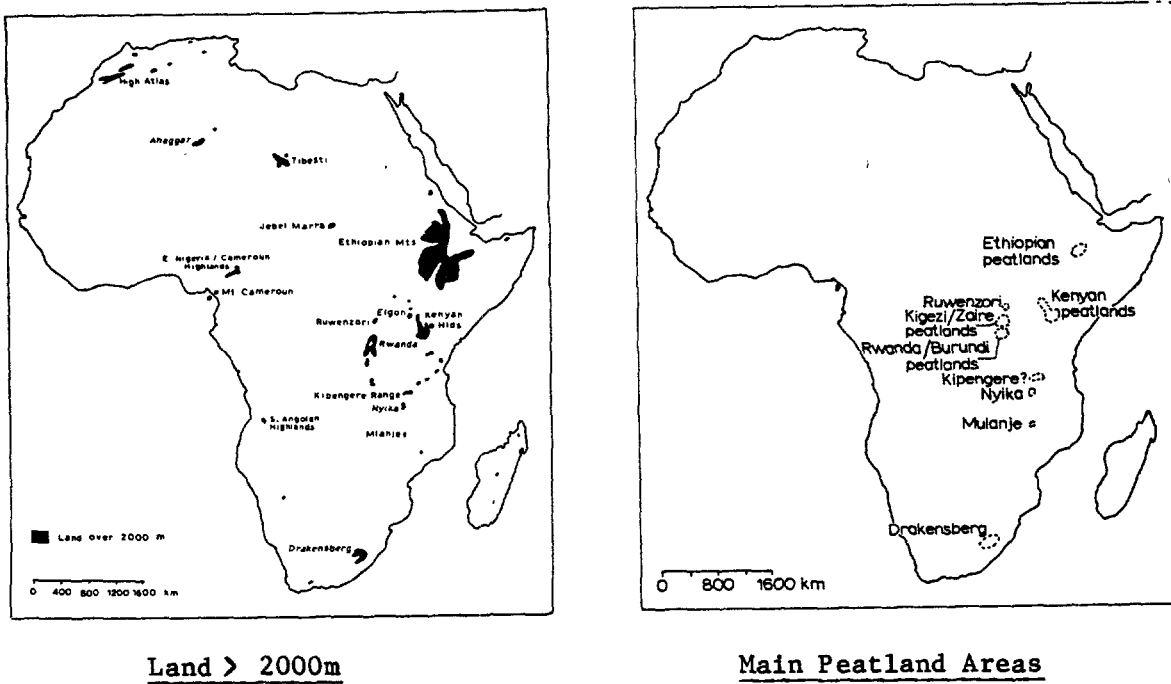 High Atlas
Ahaggar
Tibesti
Jebel Marra
Ethiopian Mts
E. Nigeria / Cameroun
Highlands
Mt Cameroun
Elgon
Kenyan
Hlds
Ruwenzori
Rwanda
Kipengere Range
Nyika
S. Angolan
Highlands
Mlanjes
Land over 2000 m
Drakensberg
0 400 800 1200 1600 km
Land > 2000m
Ethiopian
peatlands
Ruwenzori
Kigezi/Zaire
peatlands
Kenyan
peatlands
Rwanda/Burundi
peatlands
Kipengere?
Nyika
Mulanje
Drakensberg
0 800 1600 km
Main Peatland Areas